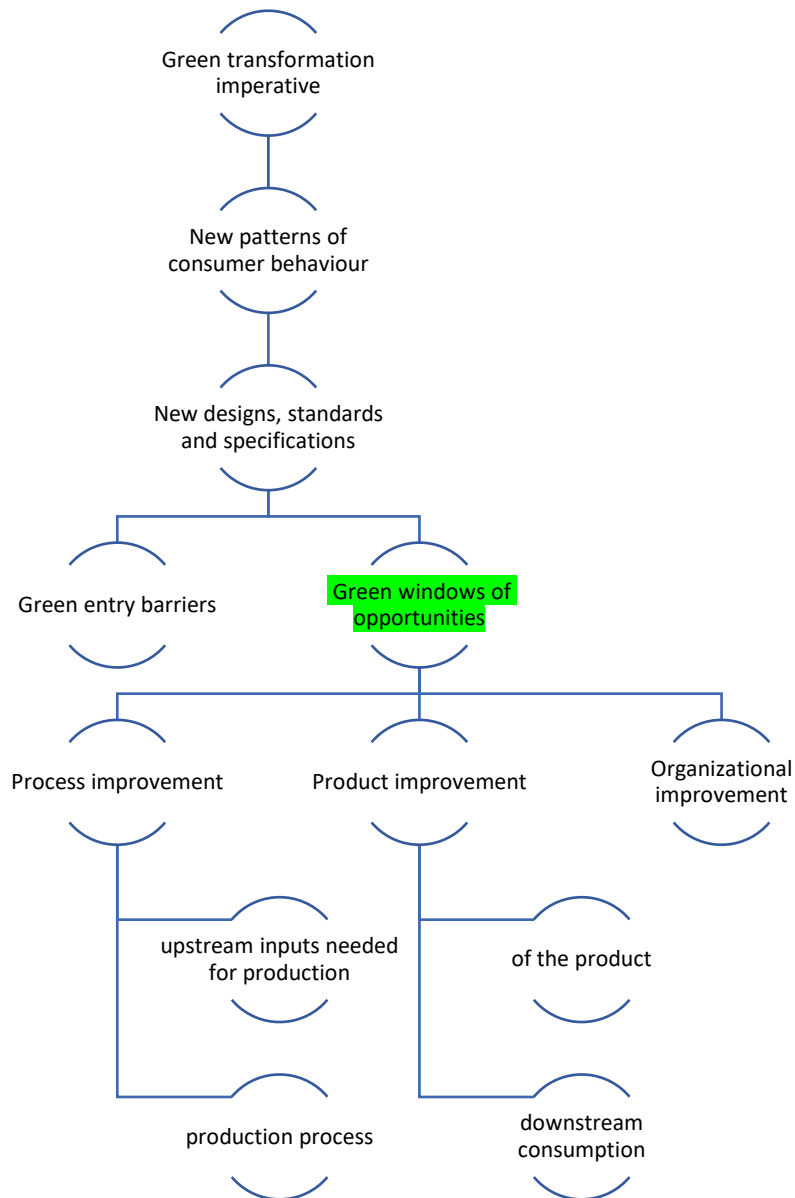 Green transformation
imperative
New patterns of
consumer behaviour
New designs, standards
and specifications
Green entry barriers
Green windows of
opportunities
Process improvement
Product improvement
Organizational
improvement
upstream inputs needed
for production
of the product
production process
downstream
consumption